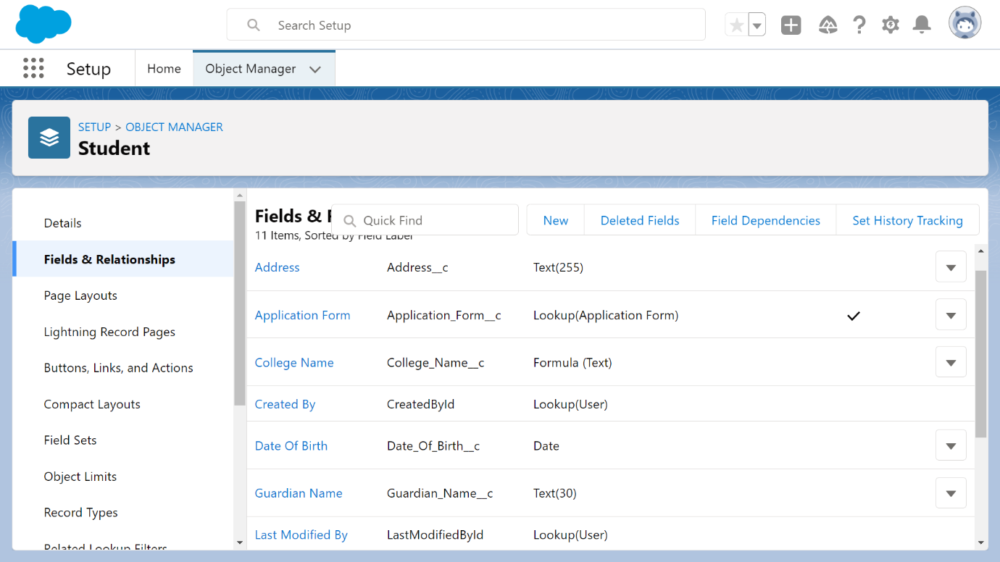 Search Setup
Setup
Home
Object Manager
SETUP > OBJECT MANAGER
Student
Details
Fields & Relationships
Page Layouts
Lightning Record Pages
Buttons, Links, and Actions
Compact Layouts
Field Sets
Object Limits
Record Types
Related Lookup Filters
Fields &
Quick Find
New
Deleted Fields
Field Dependencies
Set History Tracking
11 Items, Sorted by Field Label
Address Address__c Text(255)
Application Form Application_Form__c Lookup(Application Form)
College Name College_Name__c Formula (Text)
Created By CreatedById Lookup(User)
Date Of Birth Date_Of_Birth__c Date
Guardian Name Guardian_Name__c Text(30)
Last Modified By LastModifiedById Lookup(User)